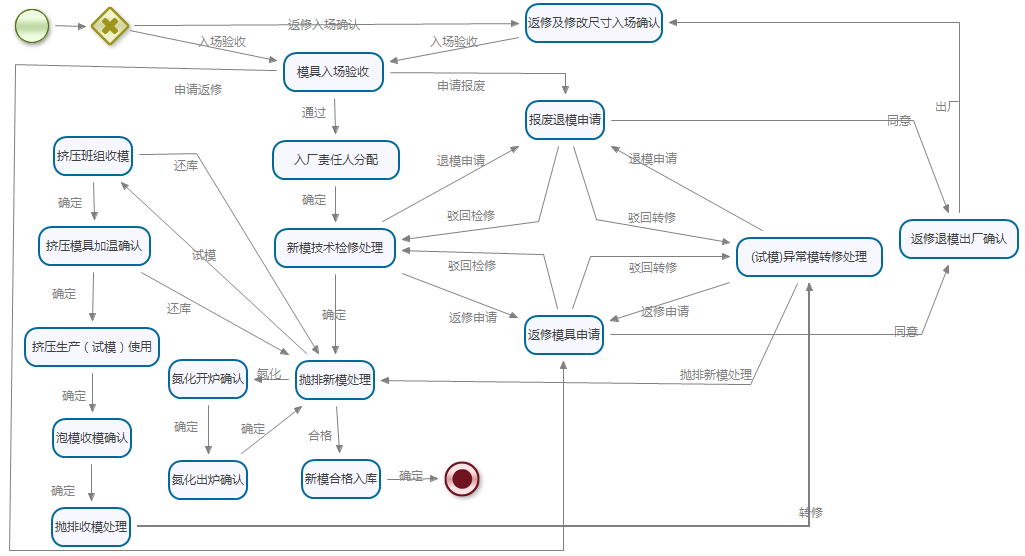 返修入场确认
返修及修改尺寸入场确认
入场验收
入场验收
模具入场验收
申请返修
申请报废
出厂
通过
报废退模申请
同意
挤压班组收模
还库
入厂责任人分配
退模申请
退模申请
确定
确定
驳回检修
驳回转修
挤压模具加温确认
新模技术检修处理
返修退模出厂确认
试模
驳回检修
驳回转修
(试模)异常模转修处理
确定
还库
确定
返修申请
返修申请
挤压生产（试模）使用
返修模具申请
同意
氮化开炉确认
氮化
抛排新模处理
抛排新模处理
确定
泡模收模确认
确定
确定
合格
氮化出炉确认
新模合格入库
确定
确定
抛排收模处理
转修